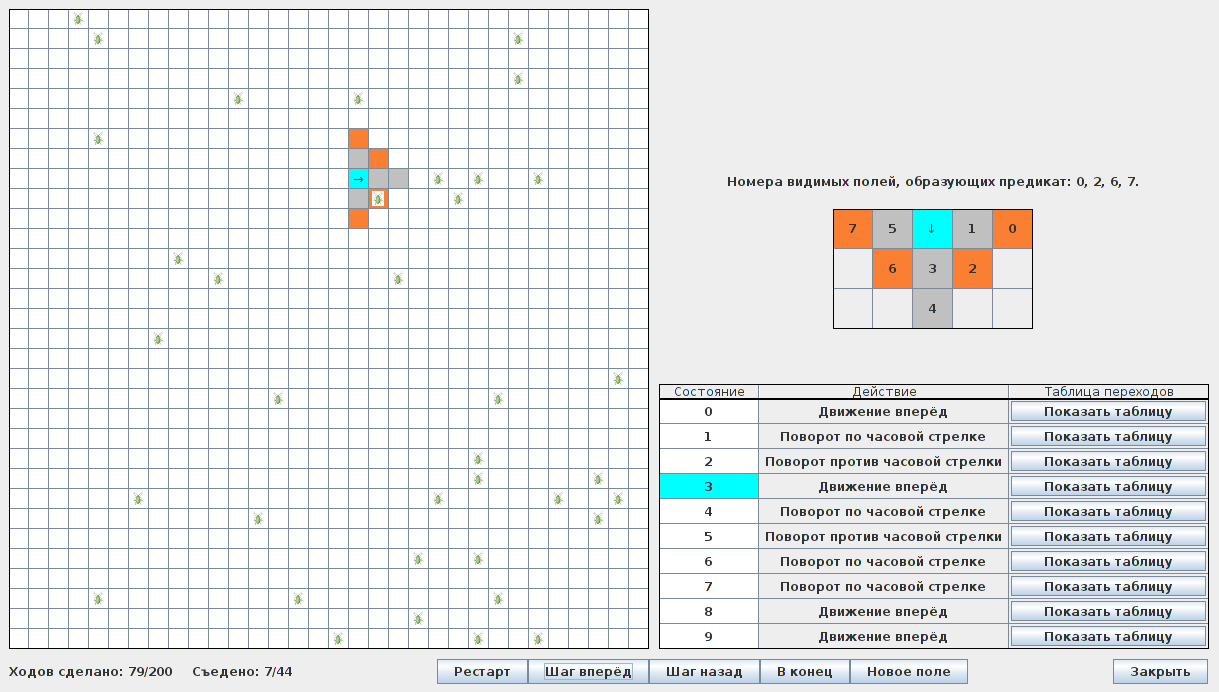 →
Номера видимых полей, образующих предикат: 0, 2, 6, 7.
7 5 ↓ 1 0
6 3 2
4
Состояние Действие Таблица переходов
0 Движение вперёд Показать таблицу
1 Поворот по часовой стрелке Показать таблицу
2 Поворот против часовой стрелки Показать таблицу
3 Движение вперёд Показать таблицу
4 Поворот по часовой стрелке Показать таблицу
5 Поворот против часовой стрелки Показать таблицу
6 Поворот по часовой стрелке Показать таблицу
7 Поворот по часовой стрелке Показать таблицу
8 Движение вперёд Показать таблицу
9 Движение вперёд Показать таблицу
Ходов сделано: 79/200 Съедено: 7/44 Рестарт Шаг вперёд Шаг назад В конец Новое поле Закрыть